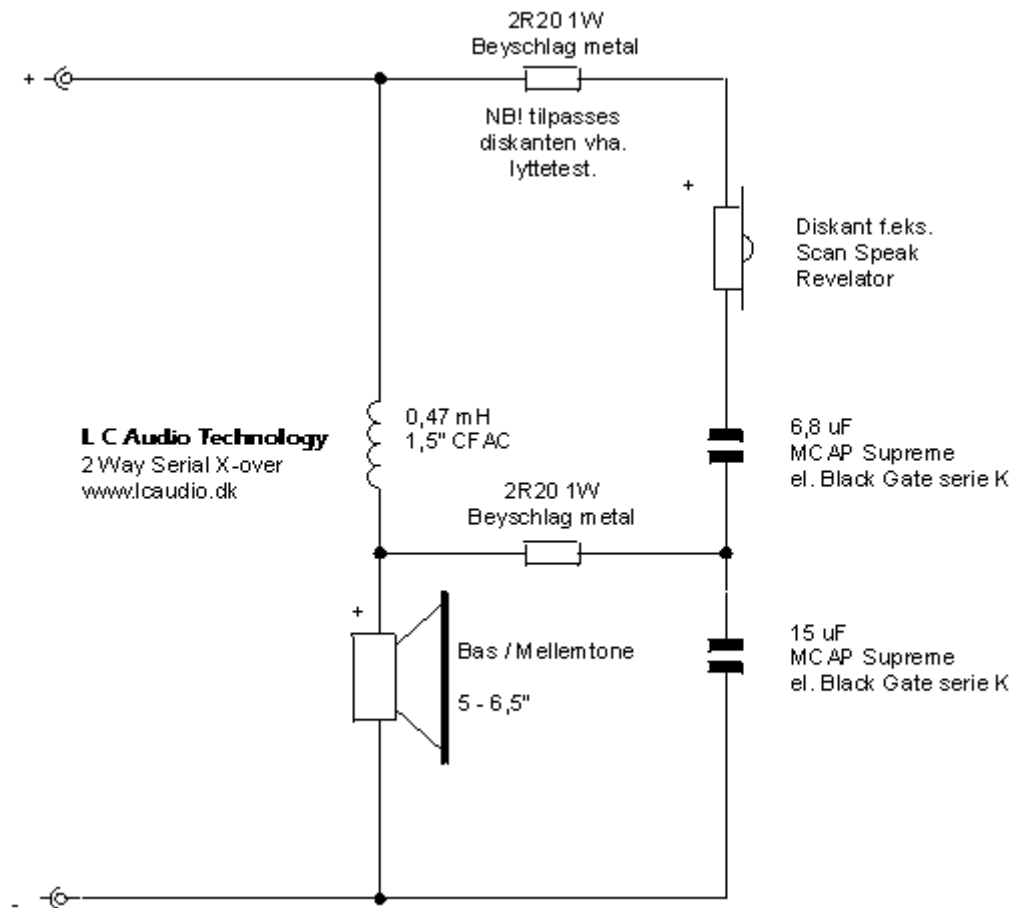 2R20 1W
Beyschlag metal
+
NB! tilpasses
diskanten vha.
lyttetest.
+
Diskant f.eks.
Scan Speak
Revelator
0,47 mH
1,5" CFAC
6,8 uF
MCAP Supreme
el. Black Gate serie K
L C Audio Technology
2 Way Serial X-over
www.lcaudio.dk
2R20 1W
Beyschlag metal
+
Bas / Mellemtone
5 - 6,5"
15 uF
MCAP Supreme
el. Black Gate serie K
-